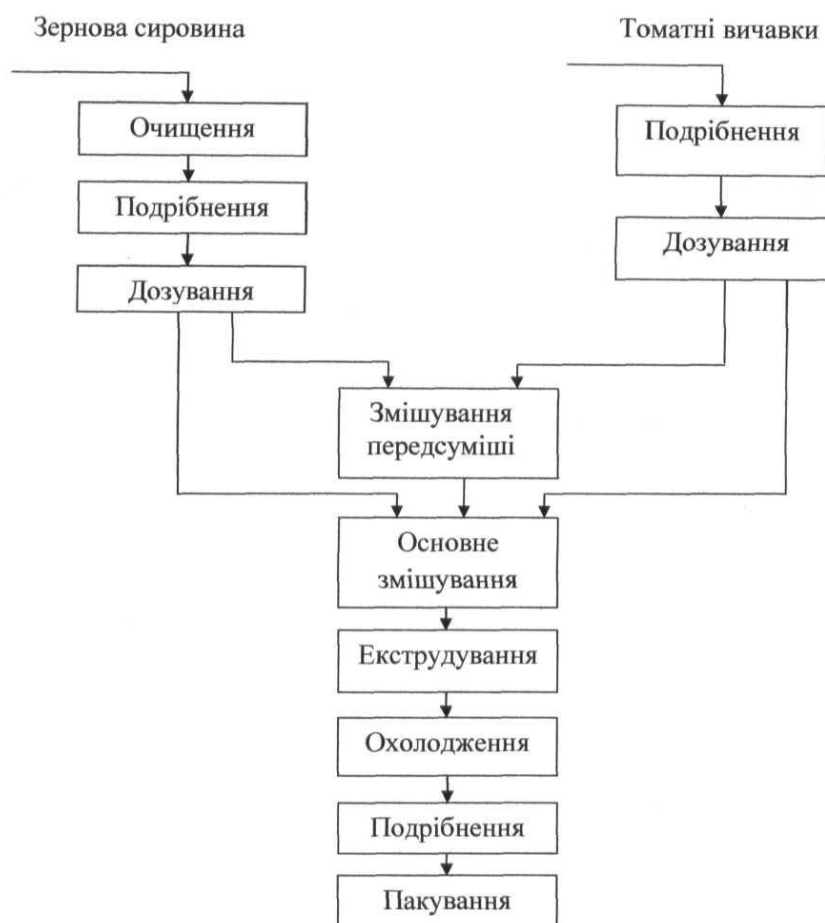 Зернова сировина
Томатні вичавки
Очищення
Подрібнення
Подрібнення
Дозування
Дозування
Змішування
передсуміші
Основне
змішування
Екструдування
Охолодження
Подрібнення
Пакування